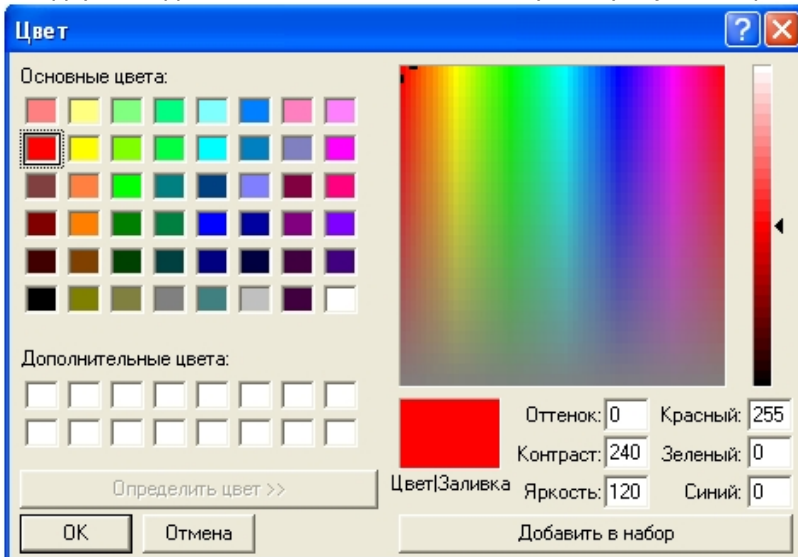 Цвет
Основные цвета:
Дополнительные цвета:
Определить цвет >>
ОК
Отмена
Цвет|Заливка
Оттенок: 0
Контраст: 240
Яркость: 120
Красный: 255
Зеленый: 0
Синий: 0
Добавить в набор